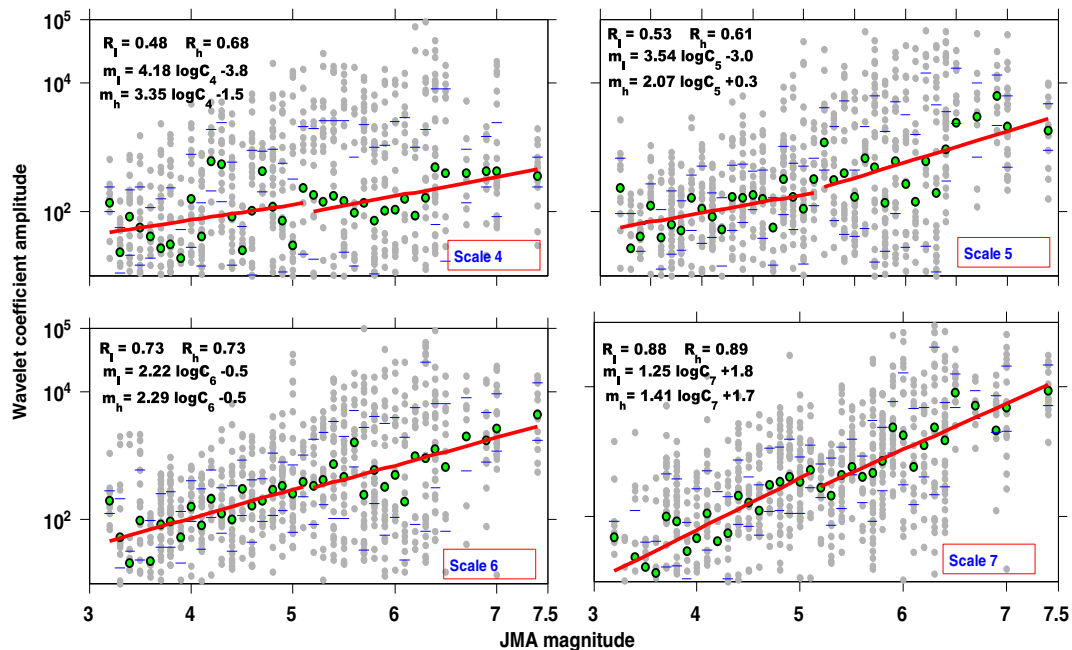 10^5
10^4
10^2
R_l = 0.48 R_h = 0.68
m_l = 4.18 logC_4 -3.8
m_h = 3.35 logC_4 -1.5
Scale 4
R_l = 0.53 R_h = 0.61
m_l = 3.54 logC_5 -3.0
m_h = 2.07 logC_5 +0.3
Scale 5
Wavelet coefficient amplitude
10^5
10^4
10^2
R_l = 0.73 R_h = 0.73
m_l = 2.22 logC_6 -0.5
m_h = 2.29 logC_6 -0.5
Scale 6
R_l = 0.88 R_h = 0.89
m_l = 1.25 logC_7 +1.8
m_h = 1.41 logC_7 +1.7
Scale 7
3 4 5 6 7 7.5
3 4 5 6 7 7.5
JMA magnitude